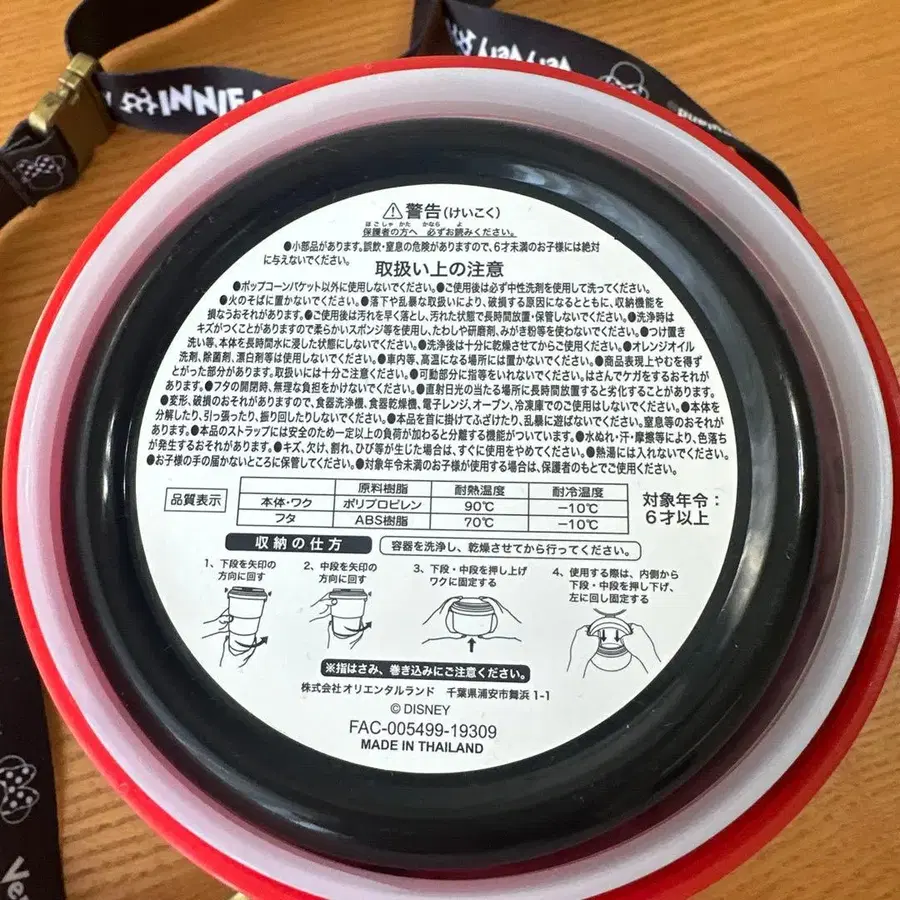 INNIE
Very Very
警告(けいこく)
ほごしゃ かた かなら よ
保護者の方へ 必ずお読みください。
●小部品があります。誤飲・窒息の危険がありますので、6才未満のお子様には絶対
に与えないでください。
取扱い上の注意
●ポップコーンバケット以外に使用しないでください。●ご使用後は必ず中性洗剤を使用して洗ってください。
●火のそばに置かないでください。●落下や乱暴な取扱いにより、破損する原因になるとともに、収納機能を
損なうおそれがあります。●ご使用後は汚れを早く落とし、汚れた状態で長時間放置・保管しないでください。●洗浄時は
キズがつくことがありますので柔らかいスポンジ等を使用し、たわしや研磨剤、みがき粉等を使わないでください。●つけ置き
洗い等、本体を長時間水に浸した状態にしないでください。●洗浄後は十分に乾燥させてからご使用ください。●オレンジオイル
洗剤、除菌剤、漂白剤等は使用しないでください。●車内等、高温になる場所には置かないでください。●商品表現上やむを得ず
とがった部分があります。取扱いには十分ご注意ください。●可動部分に指等をいれないでください。はさんでケガをするおそれが
あります。●フタの開閉時、無理な負担をかけないでください。●直射日光の当たる場所に長時間放置すると劣化することがあります。
●変形、破損のおそれがありますので、食器洗浄機、食器乾燥機、電子レンジ、オーブン、冷凍庫でのご使用はしないでください。●本体を
分解したり、引っ張ったり、振り回したりしないでください。●本品を首に掛けてふざけたり、乱暴に遊ばないでください。窒息等のおそれが
あります。●本品のストラップには安全のため一定以上の負荷が加わると分離する機能がついています。●水ぬれ・汗・摩擦等により、色落ち
が発生するおそれがあります。●キズ、欠け、割れ、ひび等が生じた場合は、すぐに使用をやめてください。●熱湯には入れないでください。
●お子様の手の届かないところに保管してください。●対象年令未満のお子様が使用する場合は、保護者のもとでご使用ください。
品質表示
原料樹脂 耐熱温度 耐冷温度
本体・ワク ポリプロピレン 90℃ −10℃
フタ ABS樹脂 70℃ −10℃
対象年令:
6才以上
収納の仕方 容器を洗浄し、乾燥させてから行ってください。
1、下段を矢印の
方向に回す
2、中段を矢印の
方向に回す
3、下段・中段を押し上げ
ワクに固定する
4、使用する際は、内側から
下段・中段を押し下げ、
左に回し固定する
※指はさみ、巻き込みにご注意ください。
株式会社オリエンタルランド 千葉県浦安市舞浜 1-1
© DISNEY
FAC-005499-19309
MADE IN THAILAND